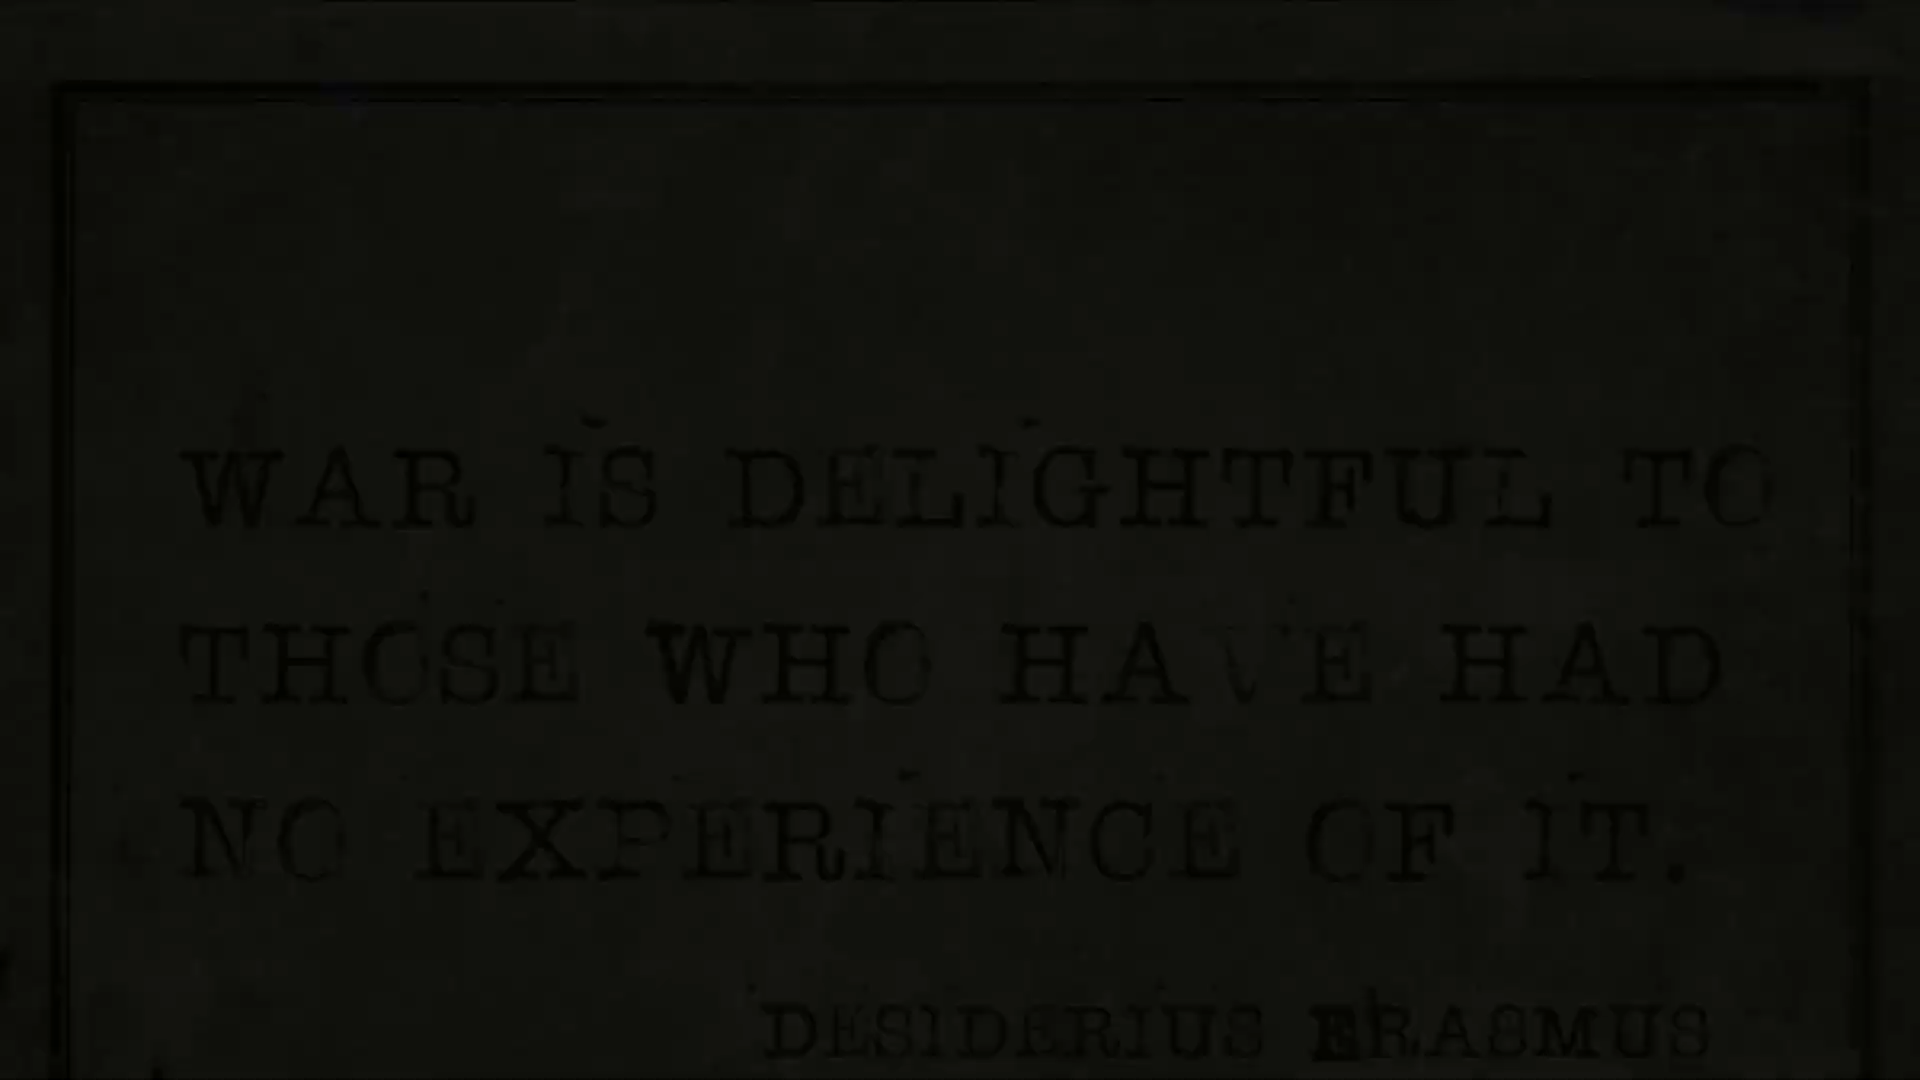 WAR IS DELIGHTFUL TO
THOSE WHO HAVE HAD
NO EXPERIENCE OF IT.
DESIDERIUS ERASMUS